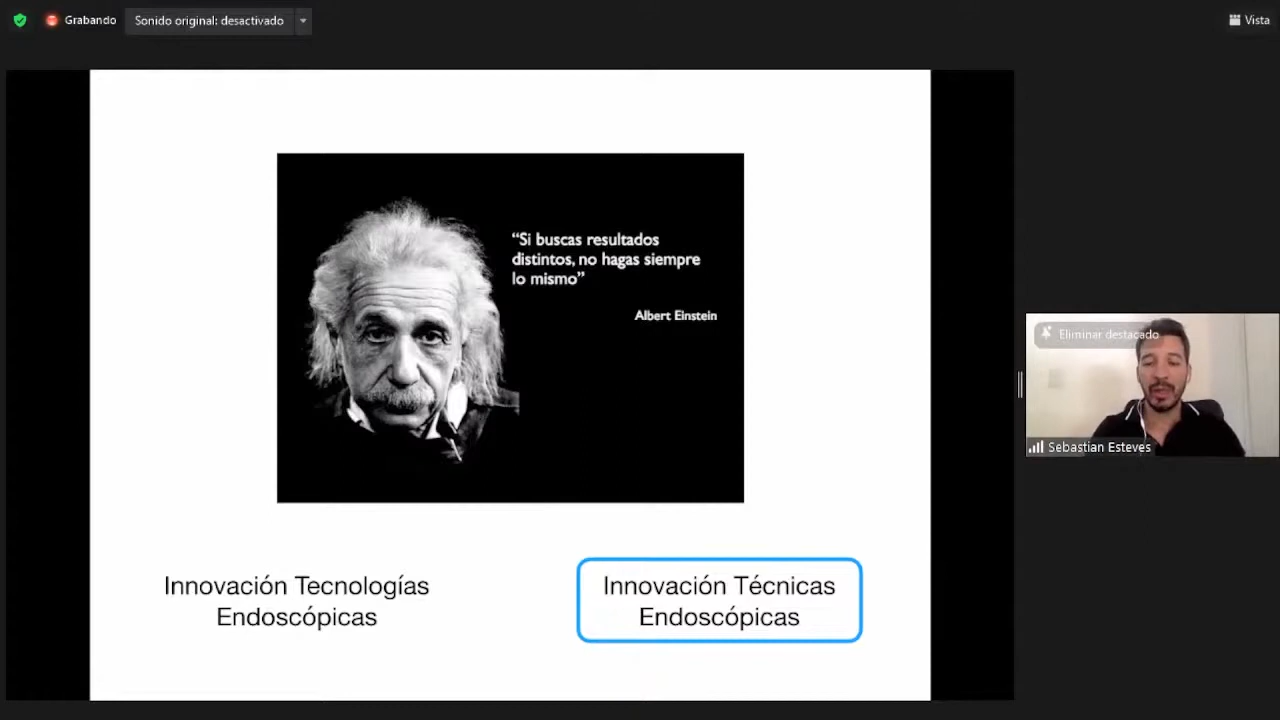 Grabando
Sonido original: desactivado
Vista
“Si buscas resultados
distintos, no hagas siempre
lo mismo”
Albert Einstein
Eliminar destacado
Sebastian Esteves
Innovación Tecnologías
Endoscópicas
Innovación Técnicas
Endoscópicas